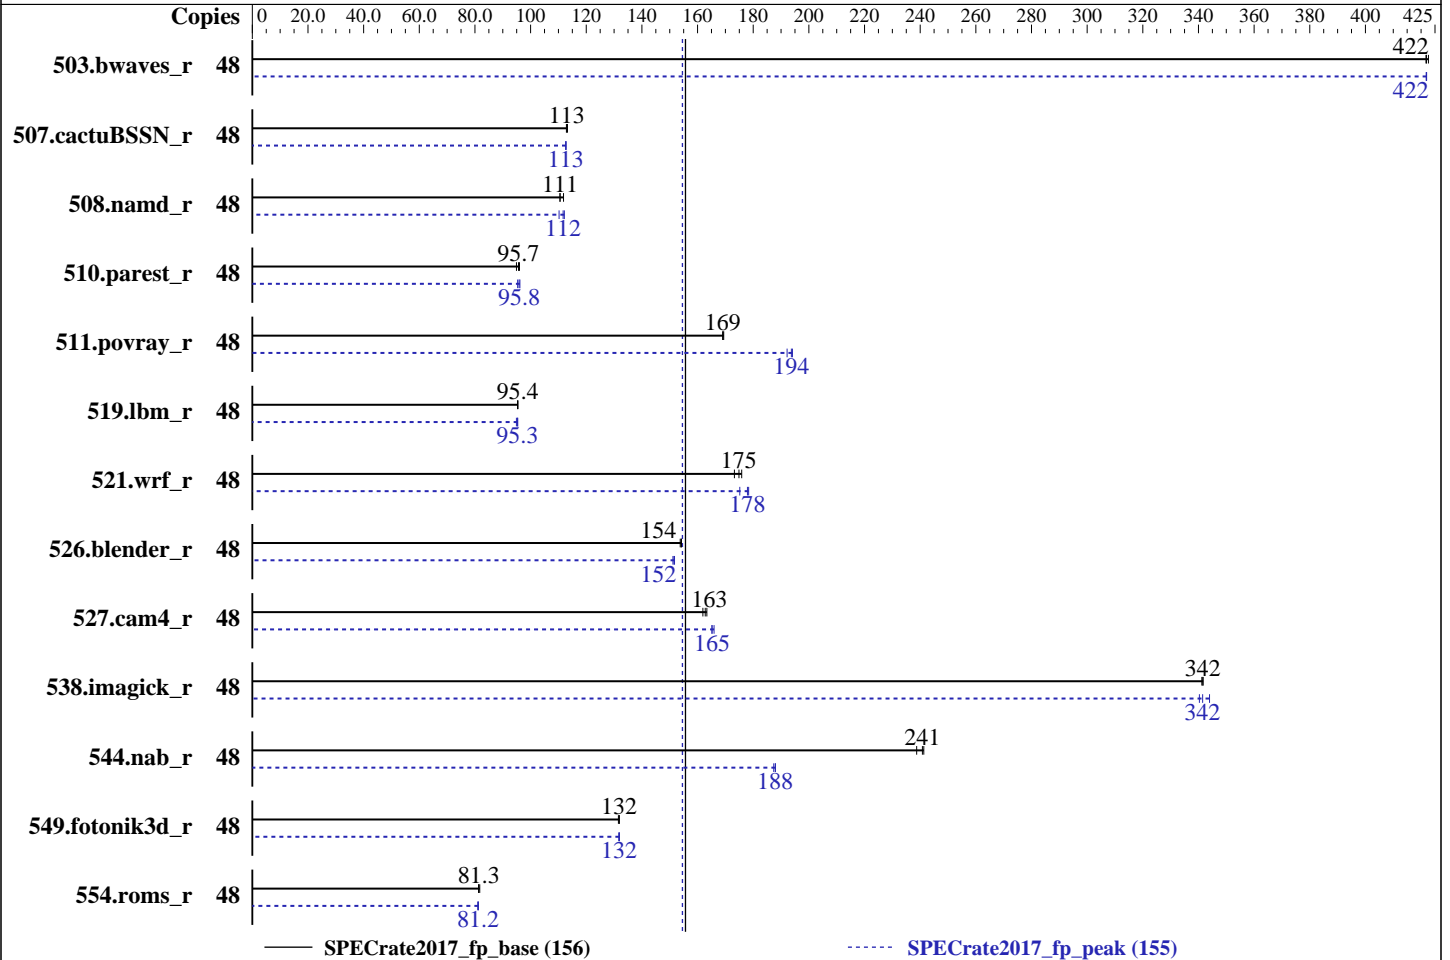 Copies 0 20.0 40.0 60.0 80.0 100 120 140 160 180 200 220 240 260 280 300 320 340 360 380 400 425
503.bwaves_r 48 422
422
507.cactuBSSN_r 48 113
113
508.namd_r 48 111
112
510.parest_r 48 95.7
95.8
511.povray_r 48 169
194
519.lbm_r 48 95.4
95.3
521.wrf_r 48 175
178
526.blender_r 48 154
152
527.cam4_r 48 163
165
538.imagick_r 48 342
342
544.nab_r 48 241
188
549.fotonik3d_r 48 132
132
554.roms_r 48 81.3
81.2
SPECrate2017_fp_base (156) SPECrate2017_fp_peak (155)